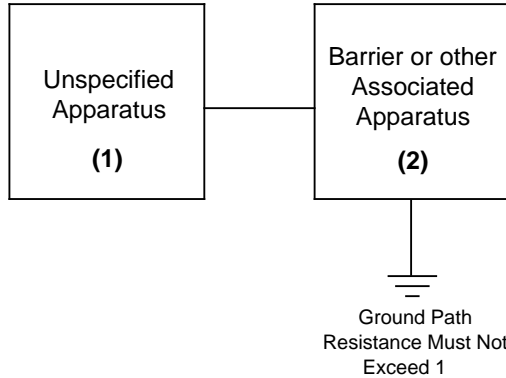 Unspecified
Apparatus
(1)
Barrier or other
Associated
Apparatus
(2)
Ground Path
Resistance Must Not
Exceed 1